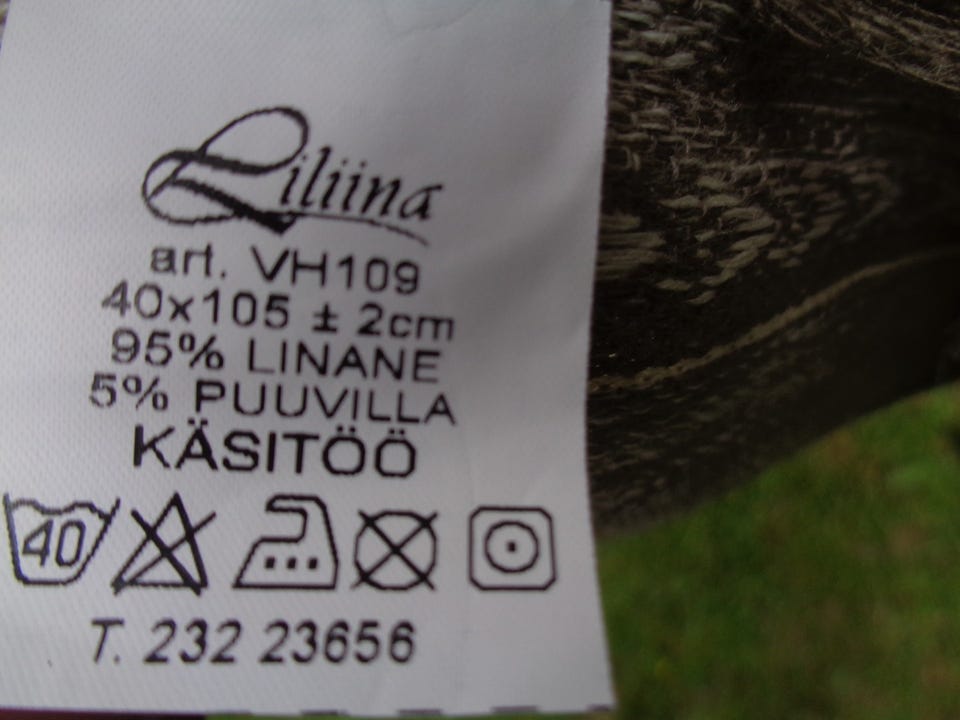 Liliina
art. VH109
40x105 ± 2cm
95% LINANE
5% PUUVILLA
KÄSITÖÖ
40
T. 232 23656